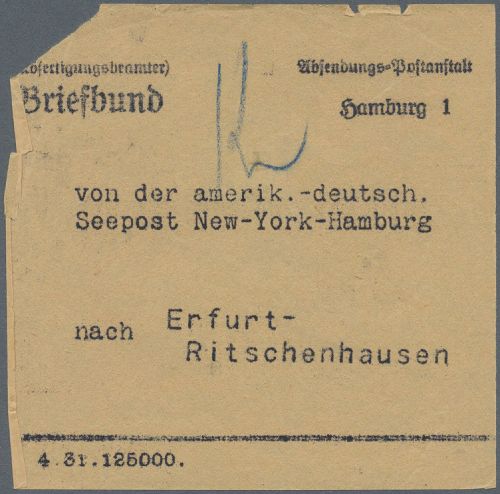 (Abfertigungsbeamter)
Briefbund
Absendungs-Postanstalt
Hamburg 1
von der amerik.-deutsch.
Seepost New-York-Hamburg
nach Erfurt-
Ritschenhausen
4.31.125000.